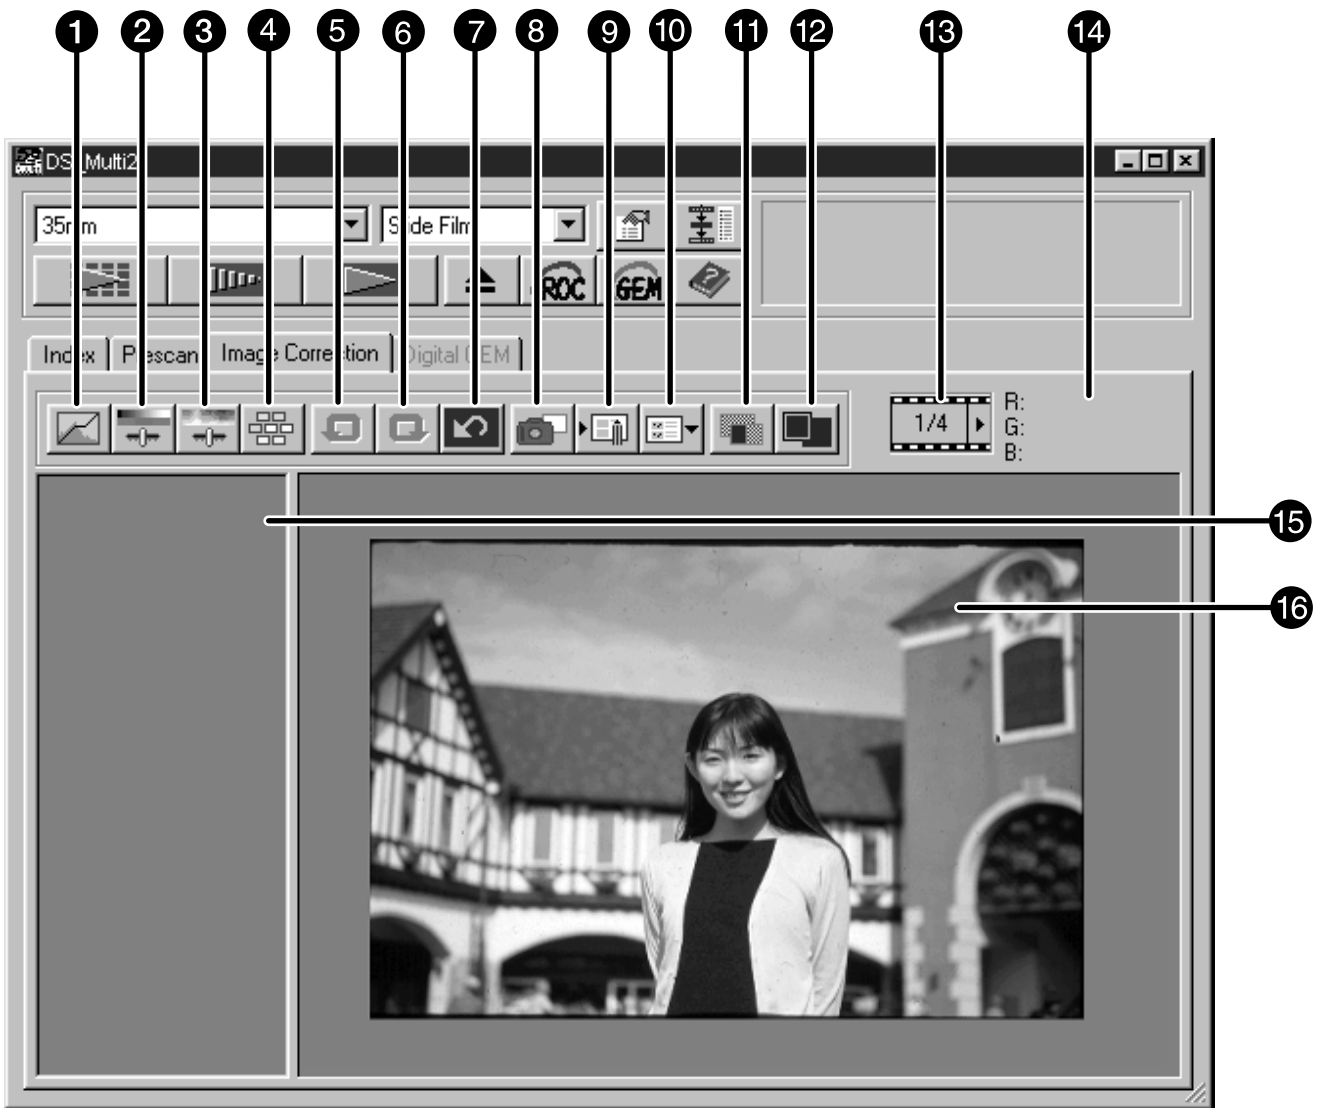 1 2 3 4 5 6 7 8 9 10 11 12 13 14
DS_Multi2
35mm Slide Film
ROC GEM ?
Index Prescan Image Correction Digital GEM
1/4
R:
G:
B:
15
16